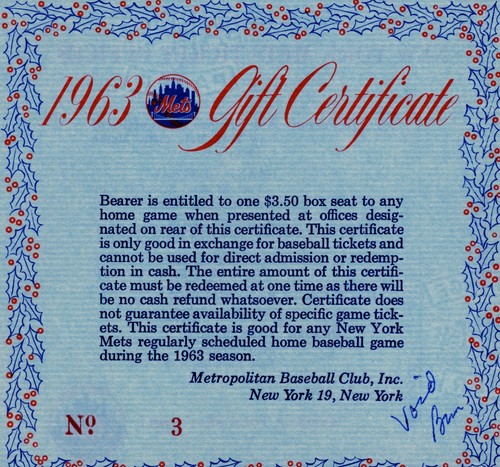 1963 Mets Gift Certificate
Bearer is entitled to one $3.50 box seat to any
home game when presented at offices desig-
nated on rear of this certificate. This certificate
is only good in exchange for baseball tickets and
cannot be used for direct admission or redemp-
tion in cash. The entire amount of this certifi-
cate must be redeemed at one time as there will
be no cash refund whatsoever. Certificate does
not guarantee availability of specific game tick-
ets. This certificate is good for any New York
Mets regularly scheduled home baseball game
during the 1963 season.
Metropolitan Baseball Club, Inc.
New York 19, New York
Void
Nº 3